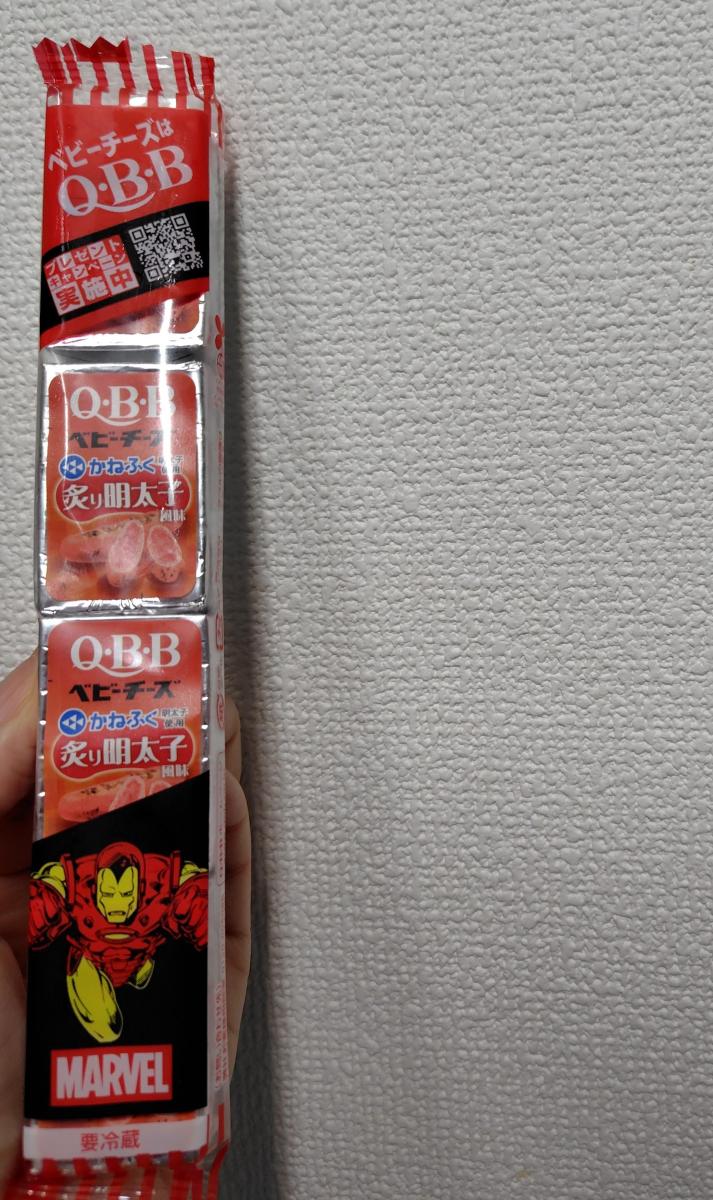 ベビーチーズは
Q・B・B
プレゼント
キャンペーン
実施中
Q・B・B
ベビーチーズ
かねふく 明太子使用
炙り明太子
風味
Q・B・B
ベビーチーズ
かねふく 明太子使用
炙り明太子
風味
MARVEL
要冷蔵